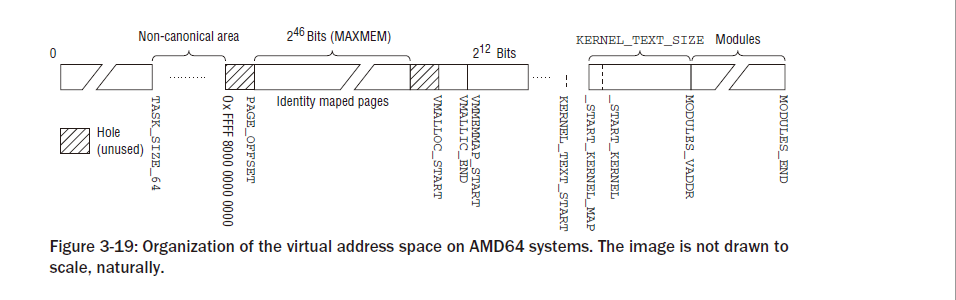 Non-canonical area
2^46 Bits (MAXMEM)
KERNEL_TEXT_SIZE
Modules
0
2^12 Bits
Identity maped pages
Hole
(unused)
TASK_SIZE_64
0x FFFF 8000 0000 0000
PAGE_OFFSET
VMALLOC_START
VMALLIC_END
VMMEMMAP_START
KERNEL_TEXT_START
_START_KERNEL_MAP
_START_KERNEL
MODULES_VADDR
MODULES_END
Figure 3-19: Organization of the virtual address space on AMD64 systems. The image is not drawn to
scale, naturally.